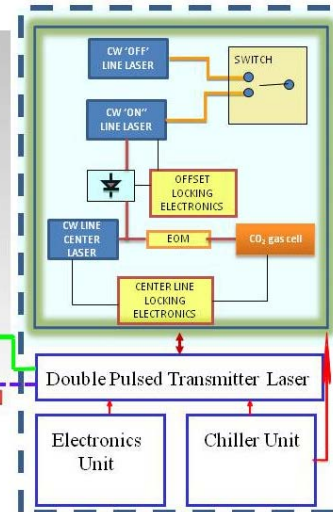 CW 'OFF'
LINE LASER
SWITCH
CW 'ON"
LINE LASER
OFFSET
LOCKING
ELECTRONICS
CW LINE
CENTER
LASER
EOM
CO₂ gas cell
CENTER LINE
LOCKING
ELECTRONICS
Double Pulsed Transmitter Laser
Electronics
Unit
Chiller Unit